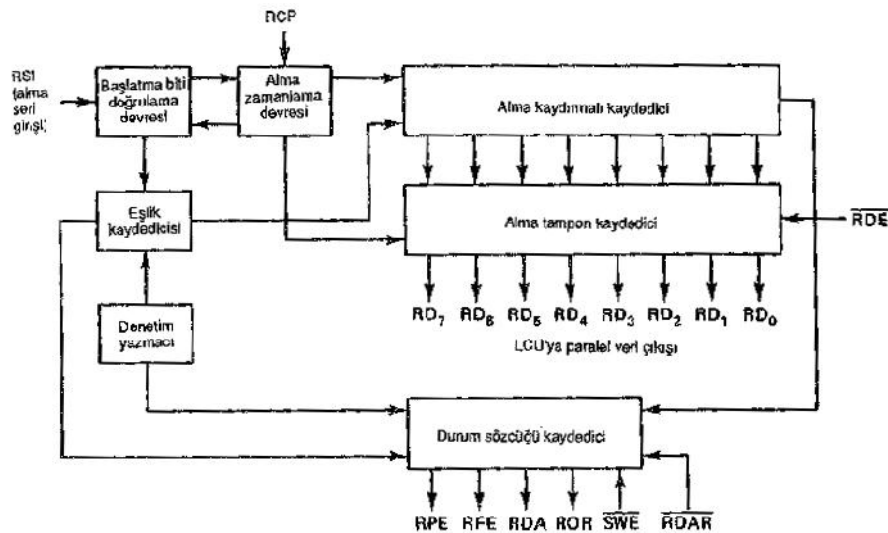 RCP
RSI
(alma
seri
girişi)
Başlatma biti
doğrulama
devresi
Alma
zamanlama
devresi
Alma kaydırmalı kaydedici
Eşlik
kaydedicisi
Alma tampon kaydedici
RDE
RD7 RD6 RD5 RD4 RD3 RD2 RD1 RD0
LCU'ya paralel veri çıkışı
Denetim
yazmacı
Durum sözcüğü kaydedici
RPE RFE RDA ROR SWE RDAR